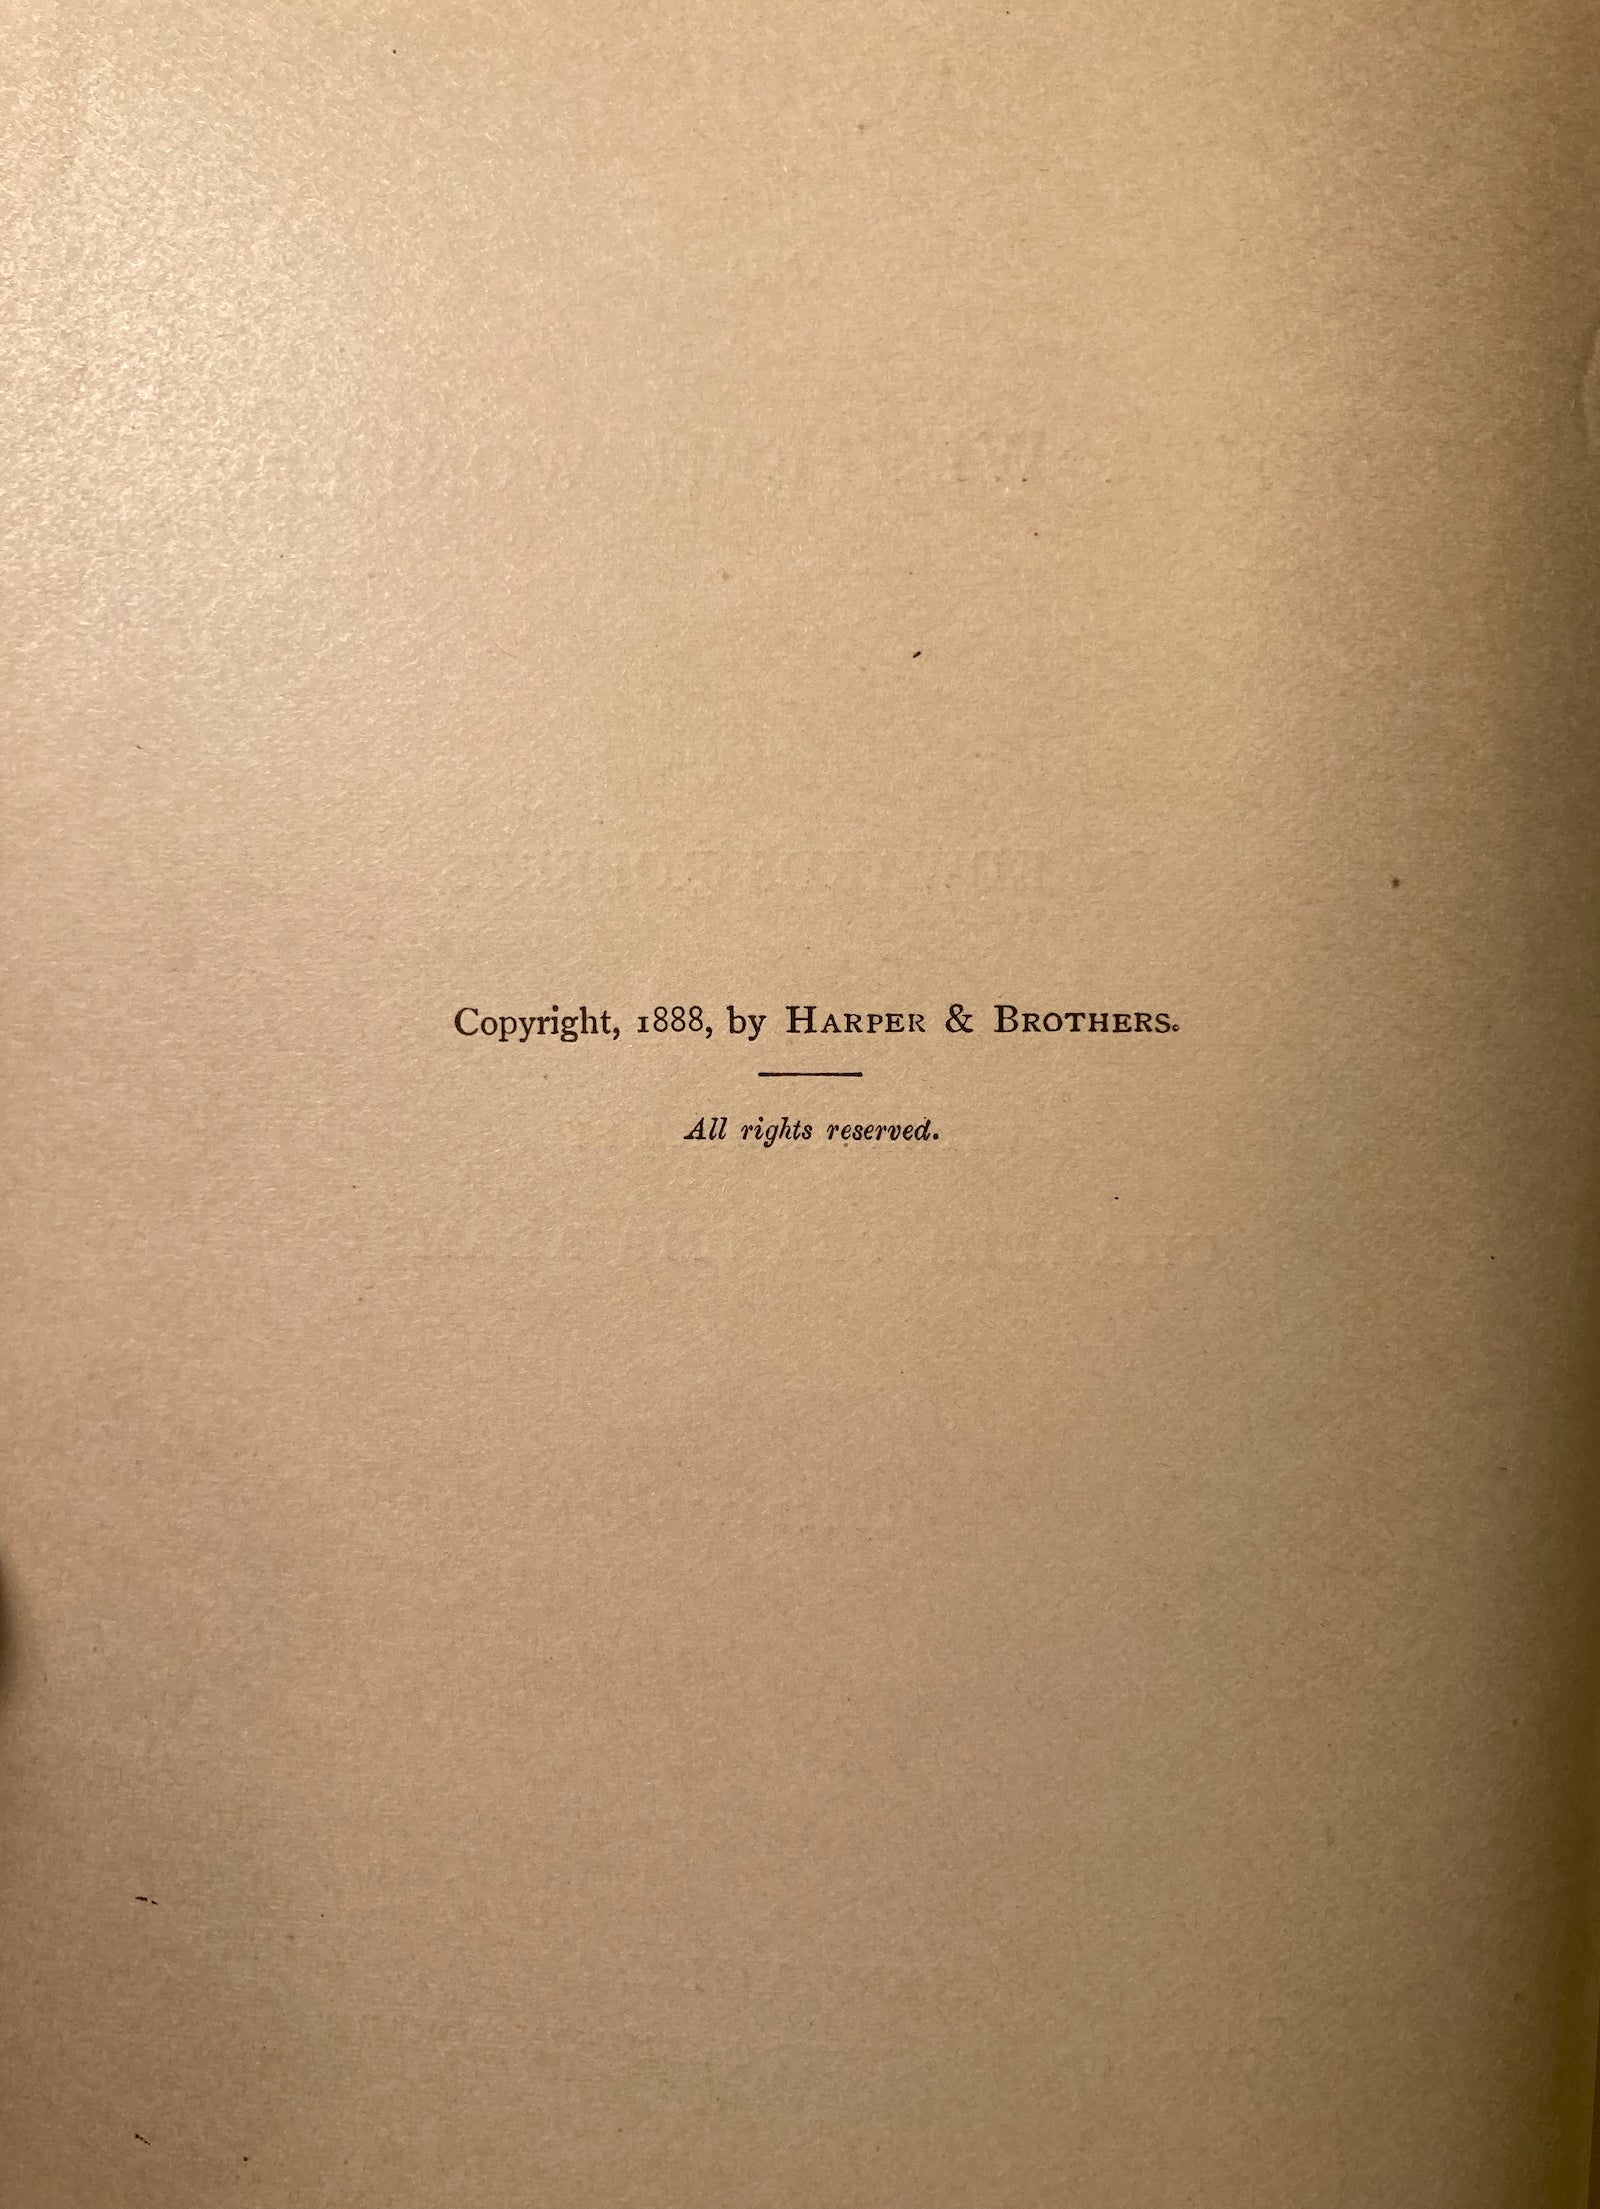 Copyright, 1888, by HARPER & BROTHERS.
All rights reserved.